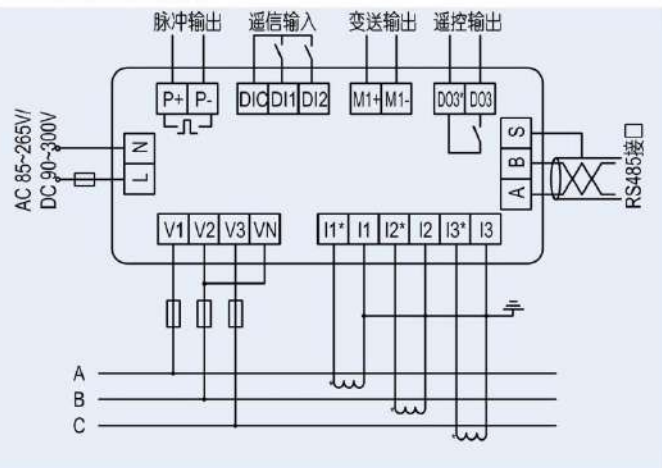 脉冲输出 遥信输入 变送输出 遥控输出
P+ P- DIC DI1 DI2 M1+ M1- DO3* DO3
AC 85~265V/
DC 90~300V
N
L
S
B
A
RS485接口
V1 V2 V3 VN I1* I1 I2* I2 I3* I3
A
B
C